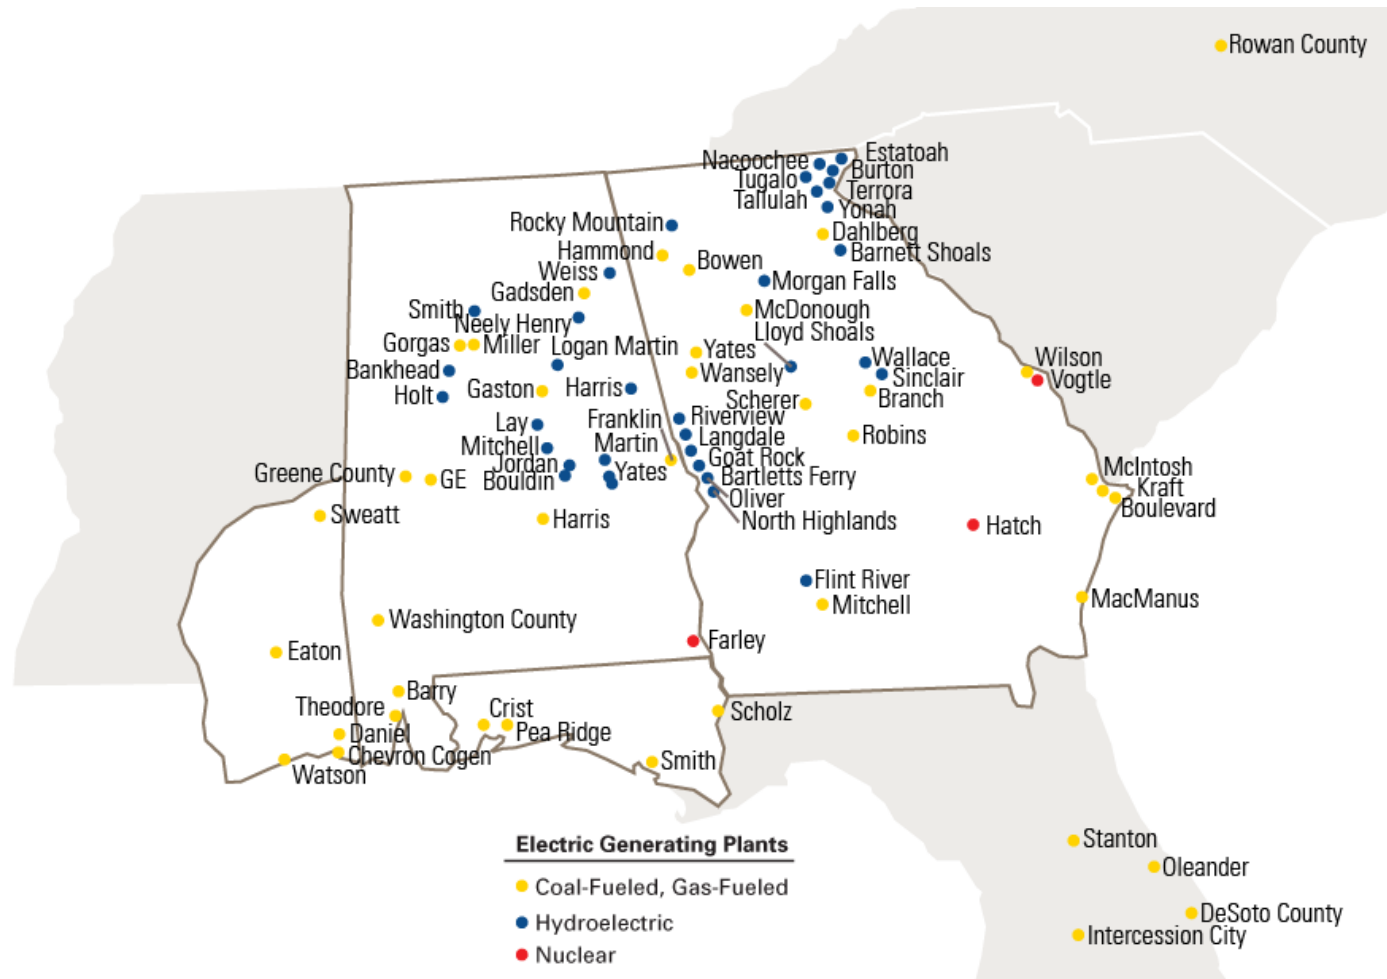 Rowan County
Estatoah
Nacoochee
Burton
Tugalo
Terrora
Tallulah
Yonah
Rocky Mountain
Dahlberg
Hammond
Barnett Shoals
Bowen
Weiss
Morgan Falls
Gadsden
Smith
McDonough
Neely Henry
Lloyd Shoals
Gorgas
Miller
Logan Martin
Yates
Wallace
Wilson
Bankhead
Wansely
Sinclair
Vogtle
Holt
Gaston
Harris
Scherer
Branch
Lay
Franklin
Riverview
Robins
Mitchell
Martin
Langdale
Jordan
Goat Rock
Greene County
GE
Bouldin
Yates
Bartletts Ferry
McIntosh
Kraft
Oliver
Boulevard
Sweatt
Harris
North Highlands
Hatch
Flint River
Mitchell
MacManus
Washington County
Farley
Eaton
Barry
Theodore
Crist
Scholz
Daniel
Pea Ridge
Chevron Cogen
Smith
Watson
Electric Generating Plants
Coal-Fueled, Gas-Fueled
Hydroelectric
Nuclear
Stanton
Oleander
DeSoto County
Intercession City